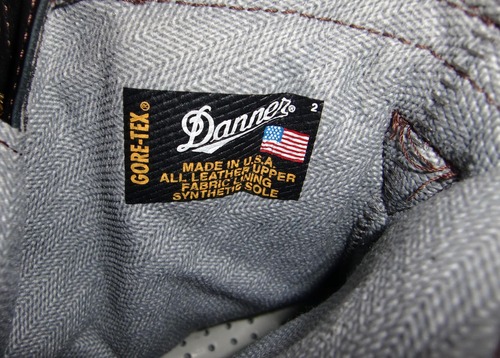 GORE-TEX®
Danner® 2
MADE IN U.S.A.
ALL LEATHER UPPER
FABRIC LINING
SYNTHETIC SOLE